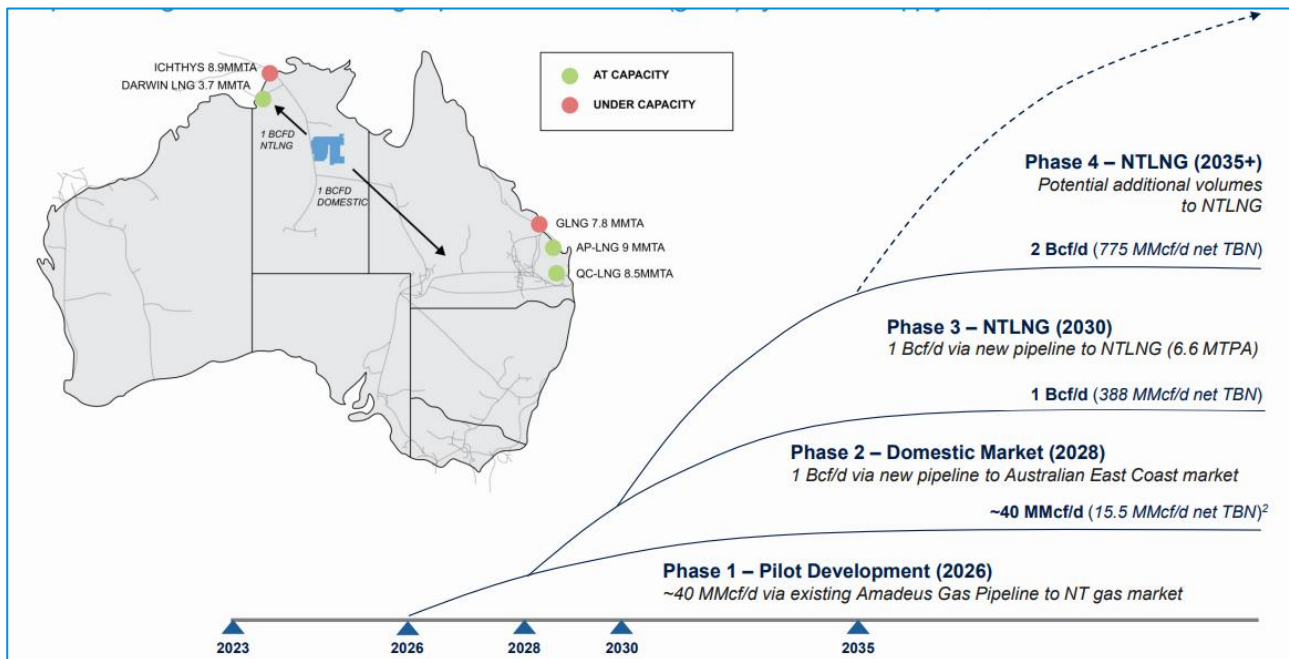 ICHTHYS 8.9MMTA
DARWIN LNG 3.7 MMTA
1 BCFD
NTLNG
1 BCFD
DOMESTIC
AT CAPACITY
UNDER CAPACITY
GLNG 7.8 MMTA
AP-LNG 9 MMTA
QC-LNG 8.5MMTA
Phase 4 – NTLNG (2035+)
Potential additional volumes
to NTLNG
2 Bcf/d (775 MMcf/d net TBN)
Phase 3 – NTLNG (2030)
1 Bcf/d via new pipeline to NTLNG (6.6 MTPA)
1 Bcf/d (388 MMcf/d net TBN)
Phase 2 – Domestic Market (2028)
1 Bcf/d via new pipeline to Australian East Coast market
~40 MMcf/d (15.5 MMcf/d net TBN)²
Phase 1 – Pilot Development (2026)
~40 MMcf/d via existing Amadeus Gas Pipeline to NT gas market
2023
2026
2028
2030
2035